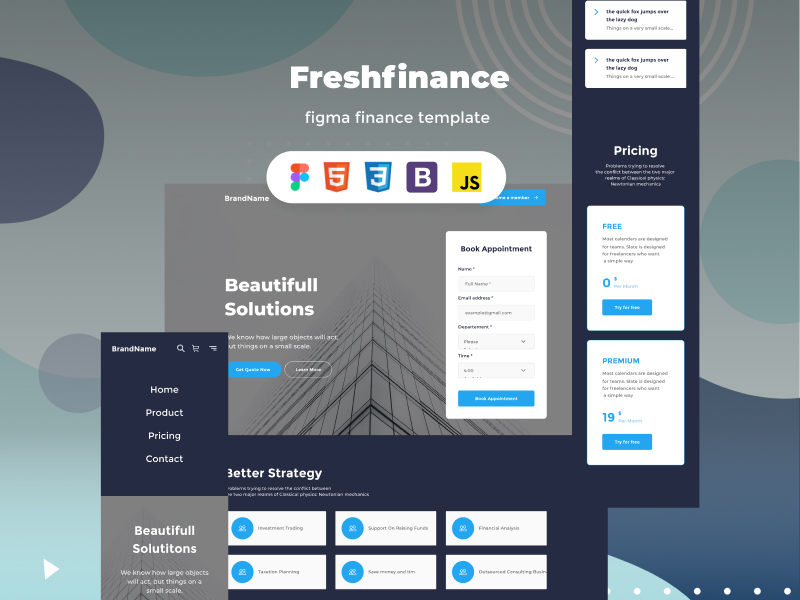 Freshfinance
figma finance template
5
3
B
JS
BrandName
me a member
Beautifull
Solutions
We know how large objects will act,
but things on a small scale.
Get Quote Now
Learn More
Book Appointment
Name *
Full Name *
Email address *
example@gmail.com
Departement *
Please
Time *
4:00
Book Appointment
Better Strategy
Problems trying to resolve the conflict between
the two major realms of Classical physics: Newtonian mechanics
Investment Trading
Support On Raising Funds
Financial Analysis
Taxation Planning
Save money and tim
Outsourced Consulting Busin
BrandName
Home
Product
Pricing
Contact
Beautifull
Solutitons
We know how large objects
will act, but things on a
small scale.
the quick fox jumps over
the lazy dog
Things on a very small scale...
the quick fox jumps over
the lazy dog
Things on a very small scale...
Pricing
Problems trying to resolve
the conflict between the two major
realms of Classical physics:
Newtonian mechanics
FREE
Most calendars are designed
for teams. Slate is designed
for freelancers who want
a simple way
0 $
Per Month
Try for free
PREMIUM
Most calendars are designed
for teams. Slate is designed
for freelancers who want
a simple way
19 $
Per Month
Try for free